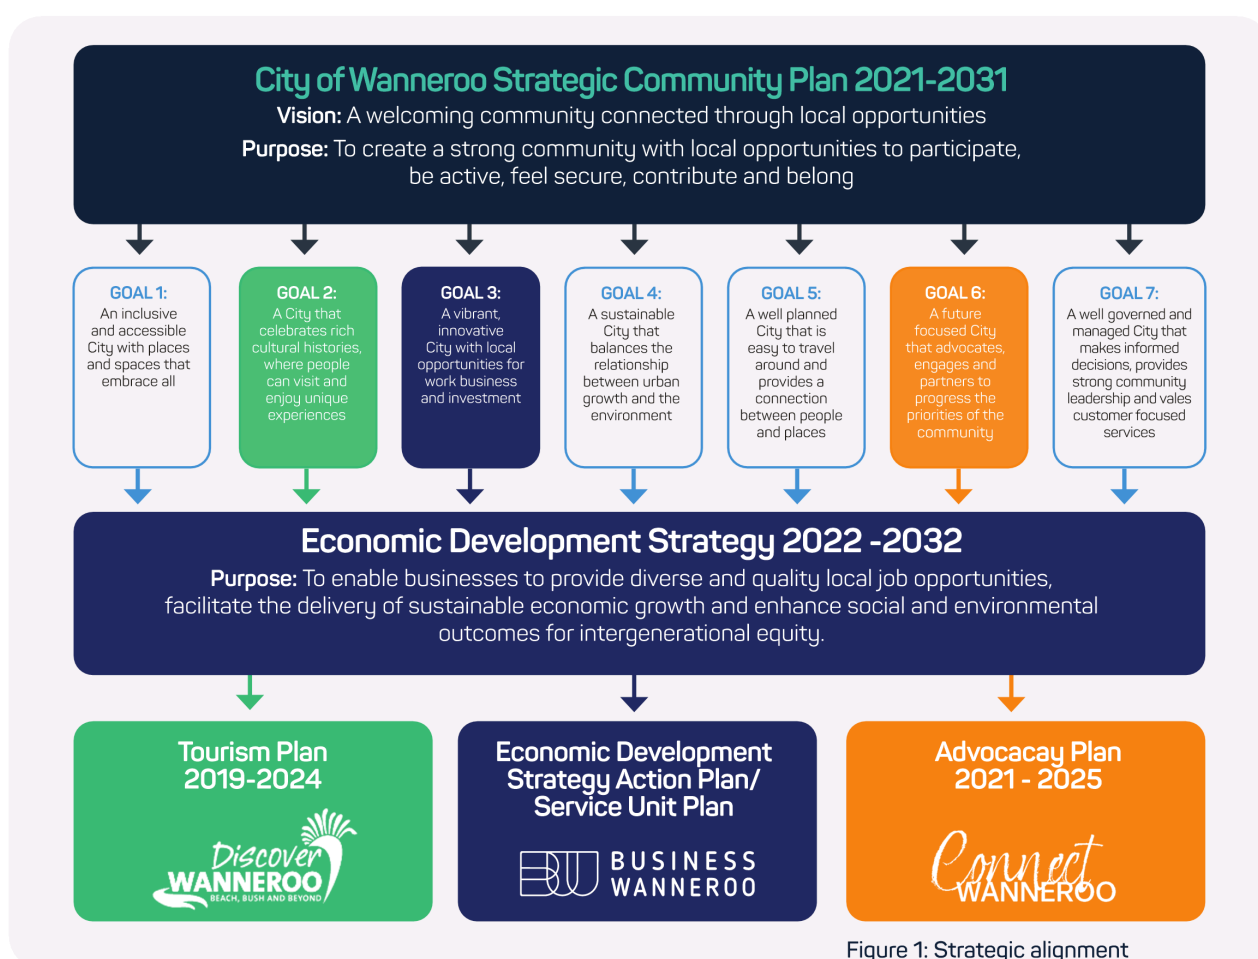 City of Wanneroo Strategic Community Plan 2021-2031
Vision: A welcoming community connected through local opportunities
Purpose: To create a strong community with local opportunities to participate,
be active, feel secure, contribute and belong
GOAL 1:
An inclusive
and accessible
City with places
and spaces that
embrace all
GOAL 2:
A City that
celebrates rich
cultural histories,
where people
can visit and
enjoy unique
experiences
GOAL 3:
A vibrant,
innovative
City with local
opportunities for
work business
and investment
GOAL 4:
A sustainable
City that
balances the
relationship
between urban
growth and the
environment
GOAL 5:
A well planned
City that is
easy to travel
around and
provides a
connection
between people
and places
GOAL 6:
A future
focused City
that advocates,
engages and
partners to
progress the
priorities of the
community
GOAL 7:
A well governed and
managed City that
makes informed
decisions, provides
strong community
leadership and vales
customer focused
services
Economic Development Strategy 2022 -2032
Purpose: To enable businesses to provide diverse and quality local job opportunities,
facilitate the delivery of sustainable economic growth and enhance social and environmental
outcomes for intergenerational equity.
Tourism Plan
2019-2024
Discover
WANNEROO
BEACH, BUSH AND BEYOND
Economic Development
Strategy Action Plan/
Service Unit Plan
BW
BUSINESS
WANNEROO
Advocacay Plan
2021 - 2025
Connect
WANNEROO
Figure 1: Strategic alignment